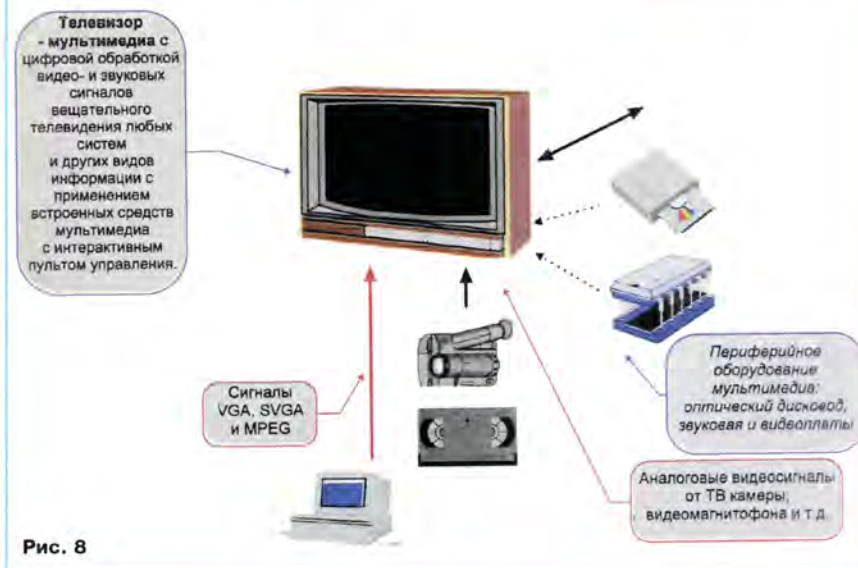 Телевизор
- мультимедиа с
цифровой обработкой
видео- и звуковых
сигналов
вещательного
телевидения любых
систем
и других видов
информации с
применением
встроенных средств
мультимедиа
с интерактивным
пультом управления.
Сигналы
VGA, SVGA
и MPEG
Периферийное
оборудование
мультимедиа:
оптический дисковод,
звуковая и видеоплаты
Аналоговые видеосигналы
от ТВ камеры,
видеомагнитофона и т д
Рис. 8